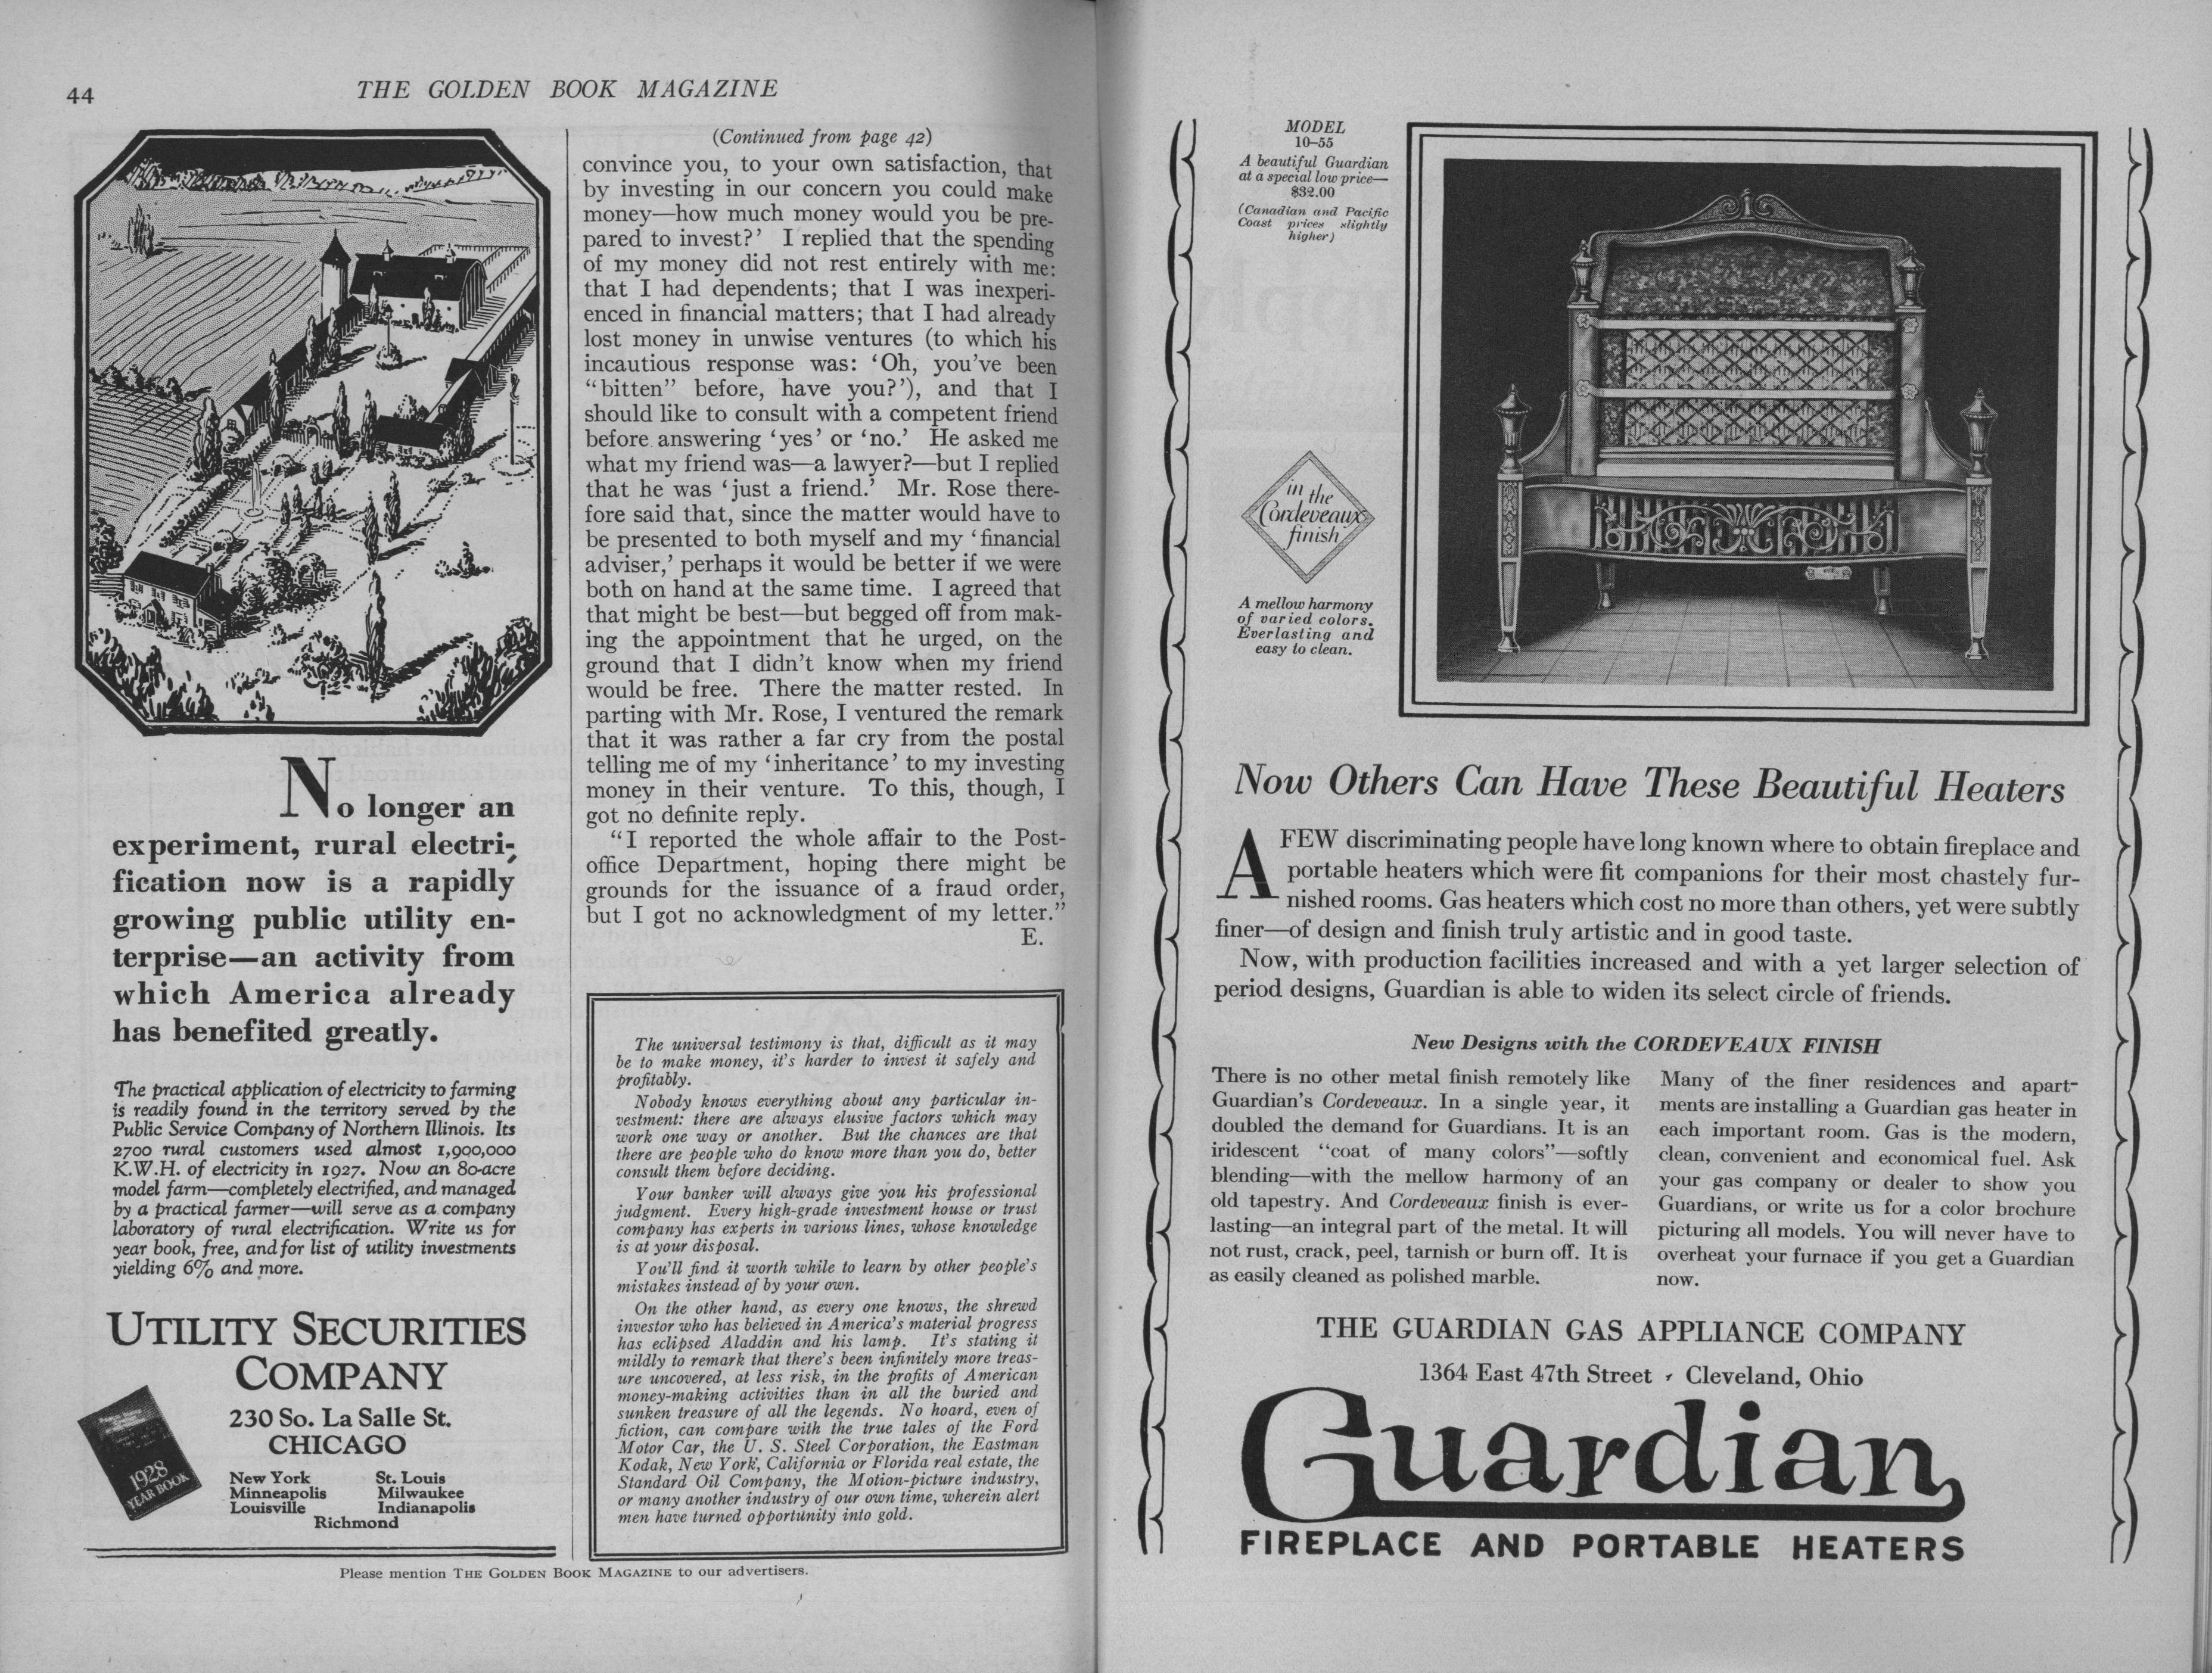 44
THE GOLDEN BOOK MAGAZINE
No longer an
experiment, rural electri-
fication now is a rapidly
growing public utility en-
terprise—an activity from
which America already
has benefited greatly.
The practical application of electricity to farming
is readily found in the territory served by the
Public Service Company of Northern Illinois. Its
2700 rural customers used almost 1,900,000
K.W.H. of electricity in 1927. Now an 80-acre
model farm—completely electrified, and managed
by a practical farmer—will serve as a company
laboratory of rural electrification. Write us for
year book, free, and for list of utility investments
yielding 6% and more.
UTILITY SECURITIES
COMPANY
230 So. La Salle St.
CHICAGO
1928
YEAR BOOK
New York St. Louis
Minneapolis Milwaukee
Louisville Indianapolis
Richmond
(Continued from page 42)
convince you, to your own satisfaction, that
by investing in our concern you could make
money—how much money would you be pre-
pared to invest?' I replied that the spending
of my money did not rest entirely with me:
that I had dependents; that I was inexperi-
enced in financial matters; that I had already
lost money in unwise ventures (to which his
incautious response was: 'Oh, you've been
"bitten" before, have you?'), and that I
should like to consult with a competent friend
before answering 'yes' or 'no.' He asked me
what my friend was—a lawyer?—but I replied
that he was 'just a friend.' Mr. Rose there-
fore said that, since the matter would have to
be presented to both myself and my 'financial
adviser,' perhaps it would be better if we were
both on hand at the same time. I agreed that
that might be best—but begged off from mak-
ing the appointment that he urged, on the
ground that I didn't know when my friend
would be free. There the matter rested. In
parting with Mr. Rose, I ventured the remark
that it was rather a far cry from the postal
telling me of my 'inheritance' to my investing
money in their venture. To this, though, I
got no definite reply.
"I reported the whole affair to the Post-
office Department, hoping there might be
grounds for the issuance of a fraud order,
but I got no acknowledgment of my letter."
E.
The universal testimony is that, difficult as it may
be to make money, it's harder to invest it safely and
profitably.
Nobody knows everything about any particular in-
vestment: there are always elusive factors which may
work one way or another. But the chances are that
there are people who do know more than you do, better
consult them before deciding.
Your banker will always give you his professional
judgment. Every high-grade investment house or trust
company has experts in various lines, whose knowledge
is at your disposal.
You'll find it worth while to learn by other people's
mistakes instead of by your own.
On the other hand, as every one knows, the shrewd
investor who has believed in America's material progress
has eclipsed Aladdin and his lamp. It's stating it
mildly to remark that there's been infinitely more treas-
ure uncovered, at less risk, in the profits of American
money-making activities than in all the buried and
sunken treasure of all the legends. No hoard, even of
fiction, can compare with the true tales of the Ford
Motor Car, the U. S. Steel Corporation, the Eastman
Kodak, New York, California or Florida real estate, the
Standard Oil Company, the Motion-picture industry,
or many another industry of our own time, wherein alert
men have turned opportunity into gold.
Please mention THE GOLDEN BOOK MAGAZINE to our advertisers.
MODEL
10-55
A beautiful Guardian
at a special low price—
$32.00
(Canadian and Pacific
Coast prices slightly
higher)
in the
Cordeveaux
finish
A mellow harmony
of varied colors.
Everlasting and
easy to clean.
Now Others Can Have These Beautiful Heaters
A FEW discriminating people have long known where to obtain fireplace and
portable heaters which were fit companions for their most chastely fur-
nished rooms. Gas heaters which cost no more than others, yet were subtly
finer—of design and finish truly artistic and in good taste.
Now, with production facilities increased and with a yet larger selection of
period designs, Guardian is able to widen its select circle of friends.
New Designs with the CORDEVEAUX FINISH
There is no other metal finish remotely like
Guardian's Cordeveaux. In a single year, it
doubled the demand for Guardians. It is an
iridescent "coat of many colors"—softly
blending—with the mellow harmony of an
old tapestry. And Cordeveaux finish is ever-
lasting—an integral part of the metal. It will
not rust, crack, peel, tarnish or burn off. It is
as easily cleaned as polished marble.
Many of the finer residences and apart-
ments are installing a Guardian gas heater in
each important room. Gas is the modern,
clean, convenient and economical fuel. Ask
your gas company or dealer to show you
Guardians, or write us for a color brochure
picturing all models. You will never have to
overheat your furnace if you get a Guardian
now.
THE GUARDIAN GAS APPLIANCE COMPANY
1364 East 47th Street , Cleveland, Ohio
Guardian
FIREPLACE AND PORTABLE HEATERS